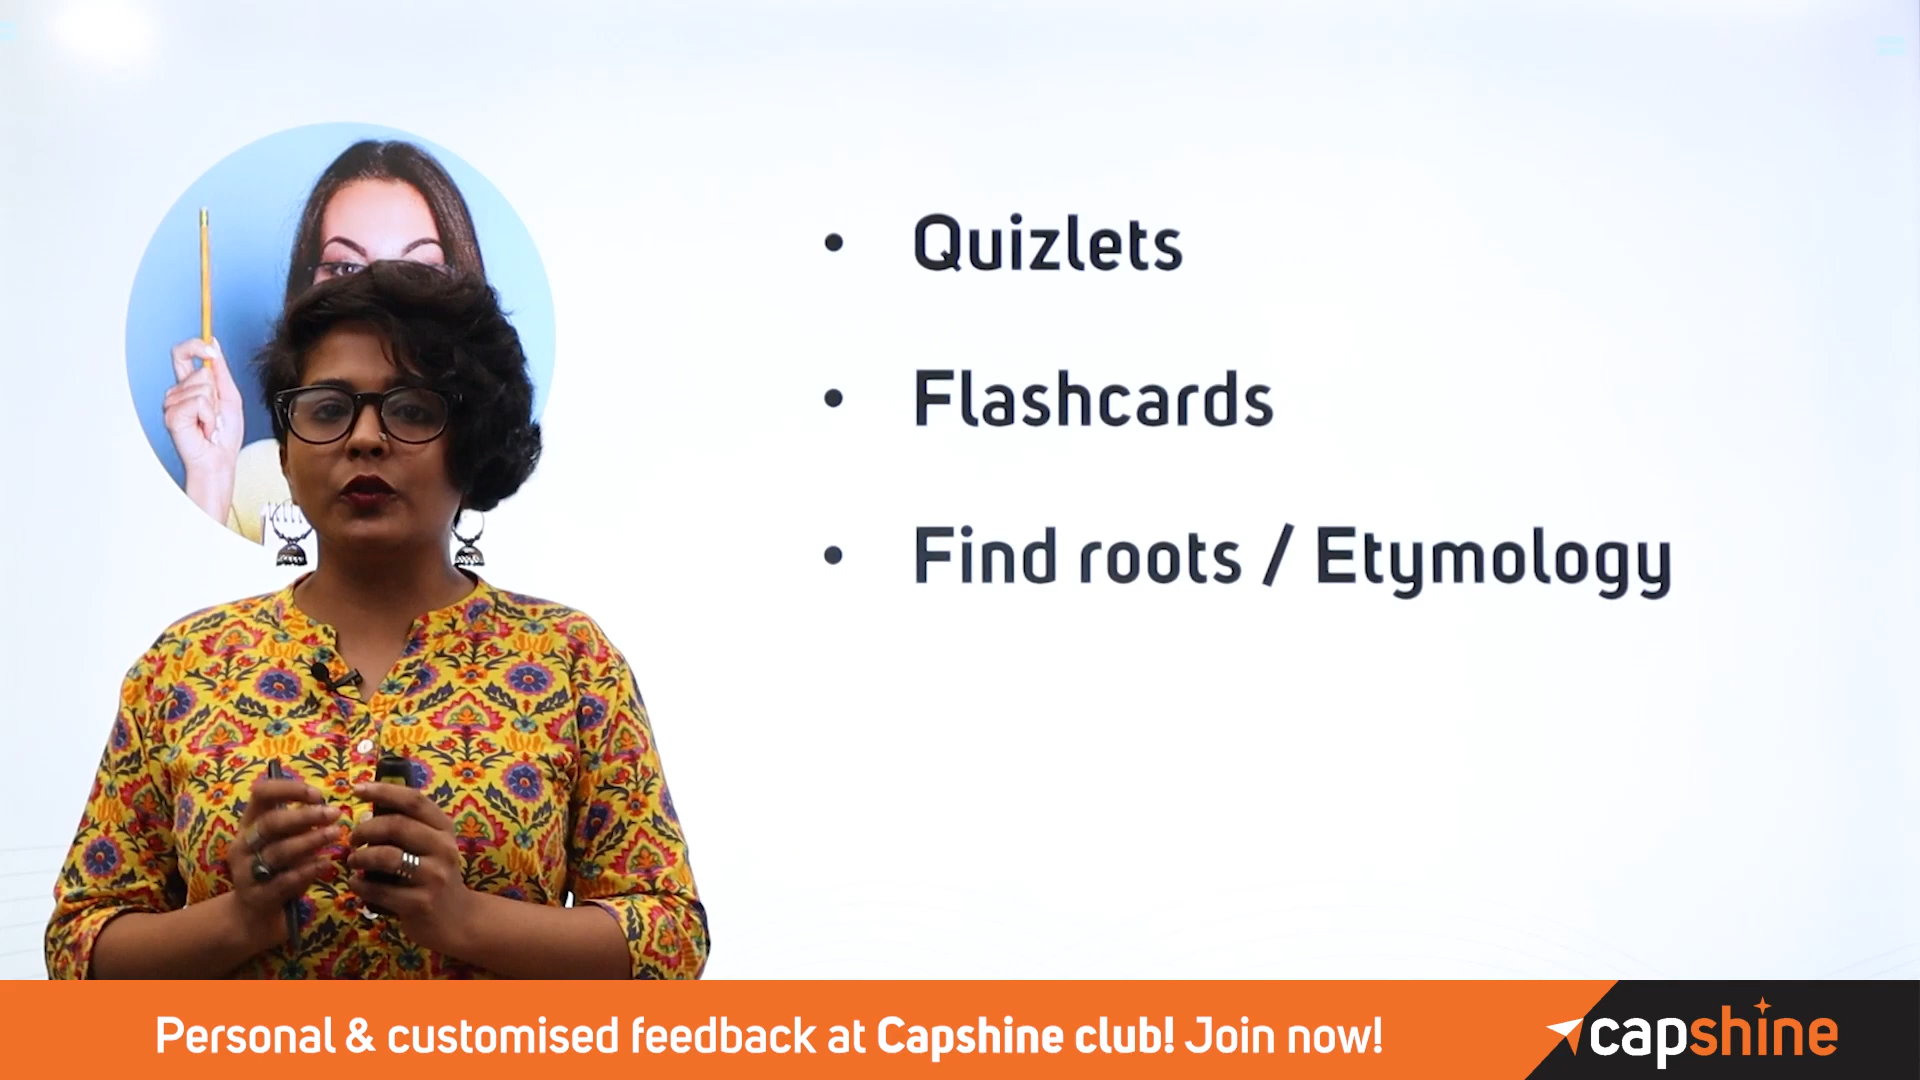 • Quizlets
• Flashcards
• Find roots / Etymology
Personal & customised feedback at Capshine club! Join now!
capshine